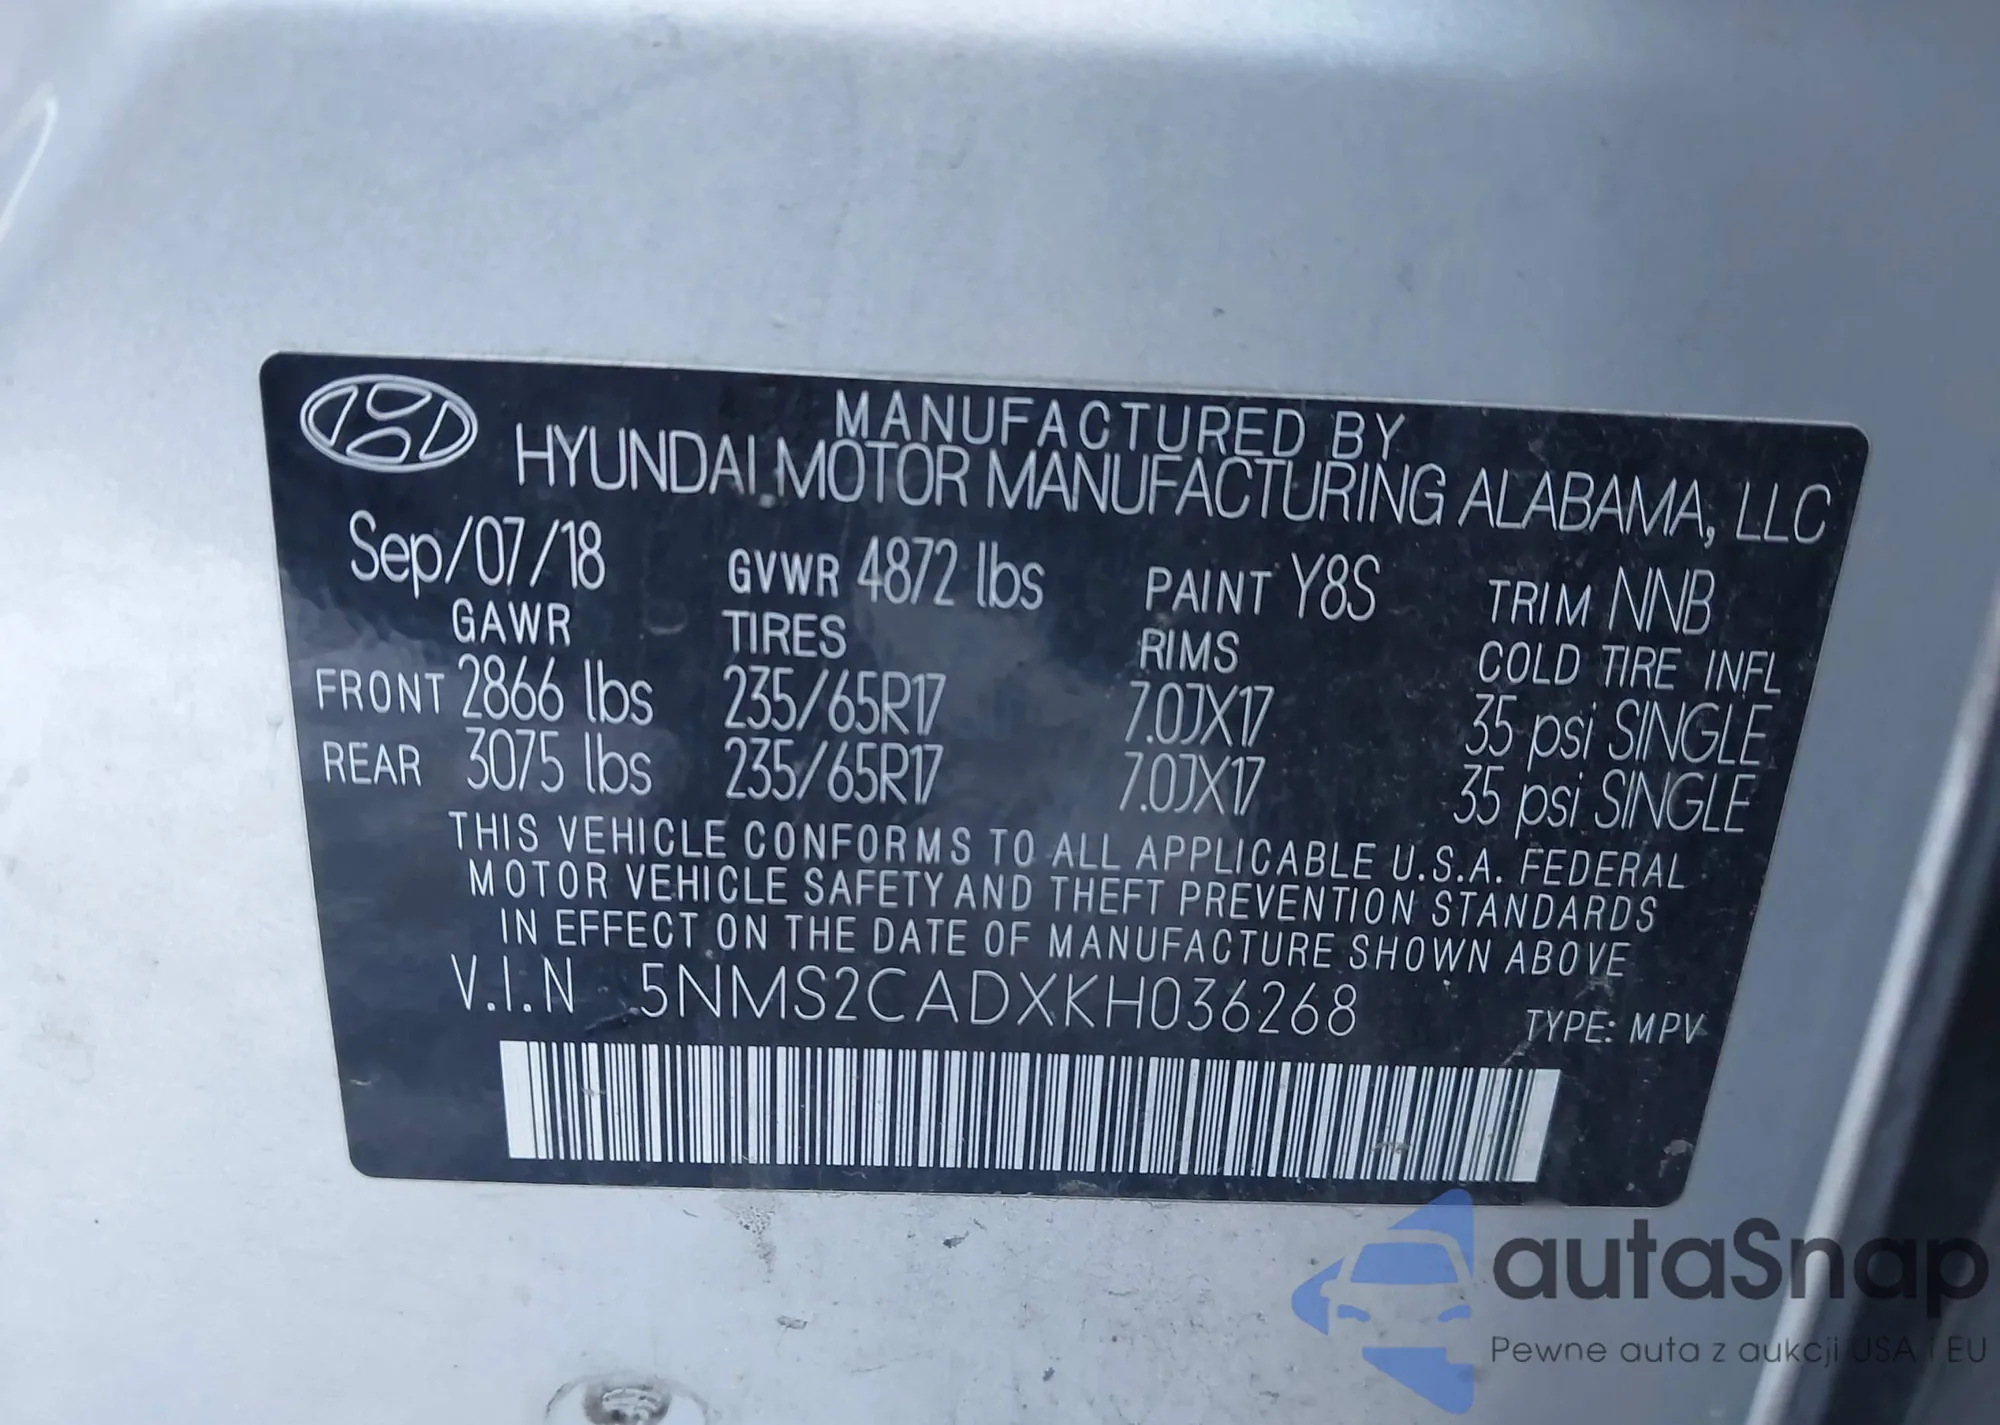 MANUFACTURED BY
HYUNDAI MOTOR MANUFACTURING ALABAMA, LLC
Sep/07/18 GVWR 4872 lbs PAINT Y8S TRIM NNB
GAWR TIRES RIMS COLD TIRE INFL
FRONT 2866 lbs 235/65R17 7.0JX17 35 psi SINGLE
REAR 3075 lbs 235/65R17 7.0JX17 35 psi SINGLE
THIS VEHICLE CONFORMS TO ALL APPLICABLE U.S.A. FEDERAL
MOTOR VEHICLE SAFETY AND THEFT PREVENTION STANDARDS
IN EFFECT ON THE DATE OF MANUFACTURE SHOWN ABOVE
V.I.N 5NMS2CADXKH036268 TYPE: MPV
autaSnap
Pewne auta z aukcji USA i EU